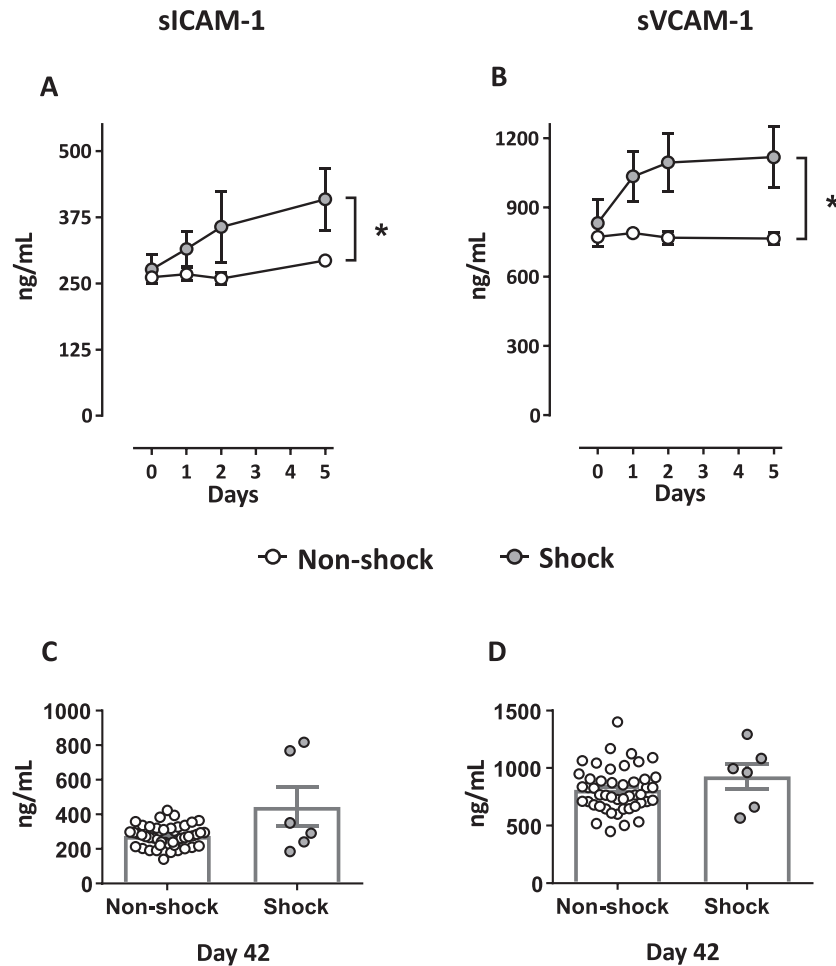 sICAM-1
sVCAM-1
A
ng/mL
500
375
250
125
0
*
0 1 2 3 4 5
Days
B
ng/mL
1200
900
600
300
0
*
0 1 2 3 4 5
Days
Non-shock
Shock
C
ng/mL
1000
800
600
400
200
0
Non-shock Shock
Day 42
D
ng/mL
1500
1000
500
0
Non-shock Shock
Day 42